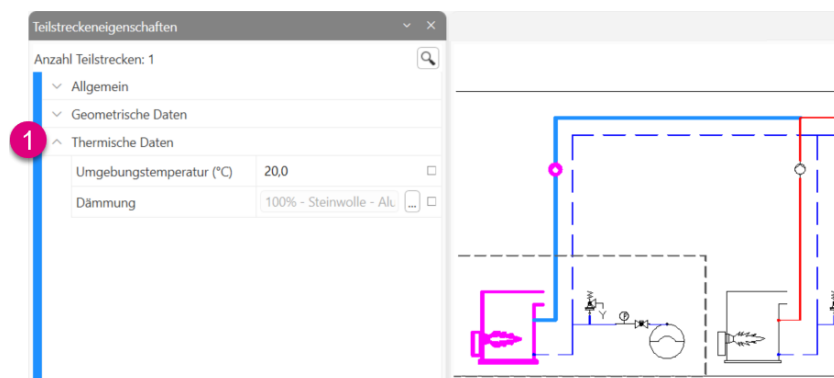 Teilstreckeneigenschaften
Anzahl Teilstrecken: 1
Allgemein
Geometrische Daten
1
Thermische Daten
Umgebungstemperatur (°C) 20,0
Dämmung 100% - Steinwolle - Alu ...
P